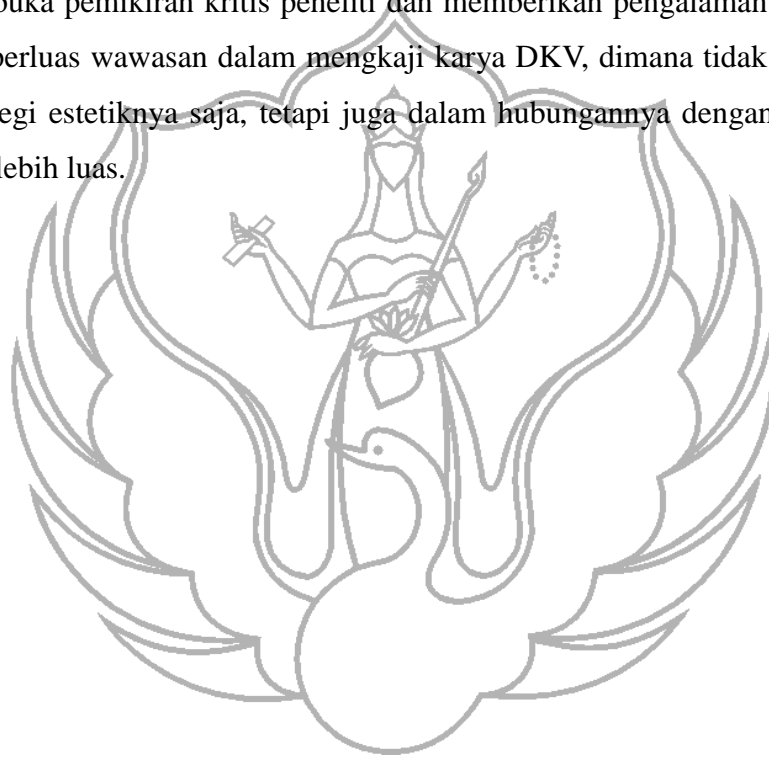 buka pemikiran kritis peneliti dan memberikan pengalaman
perluas wawasan dalam mengkaji karya DKV, dimana tidak
egi estetiknya saja, tetapi juga dalam hubungannya dengan
lebih luas.